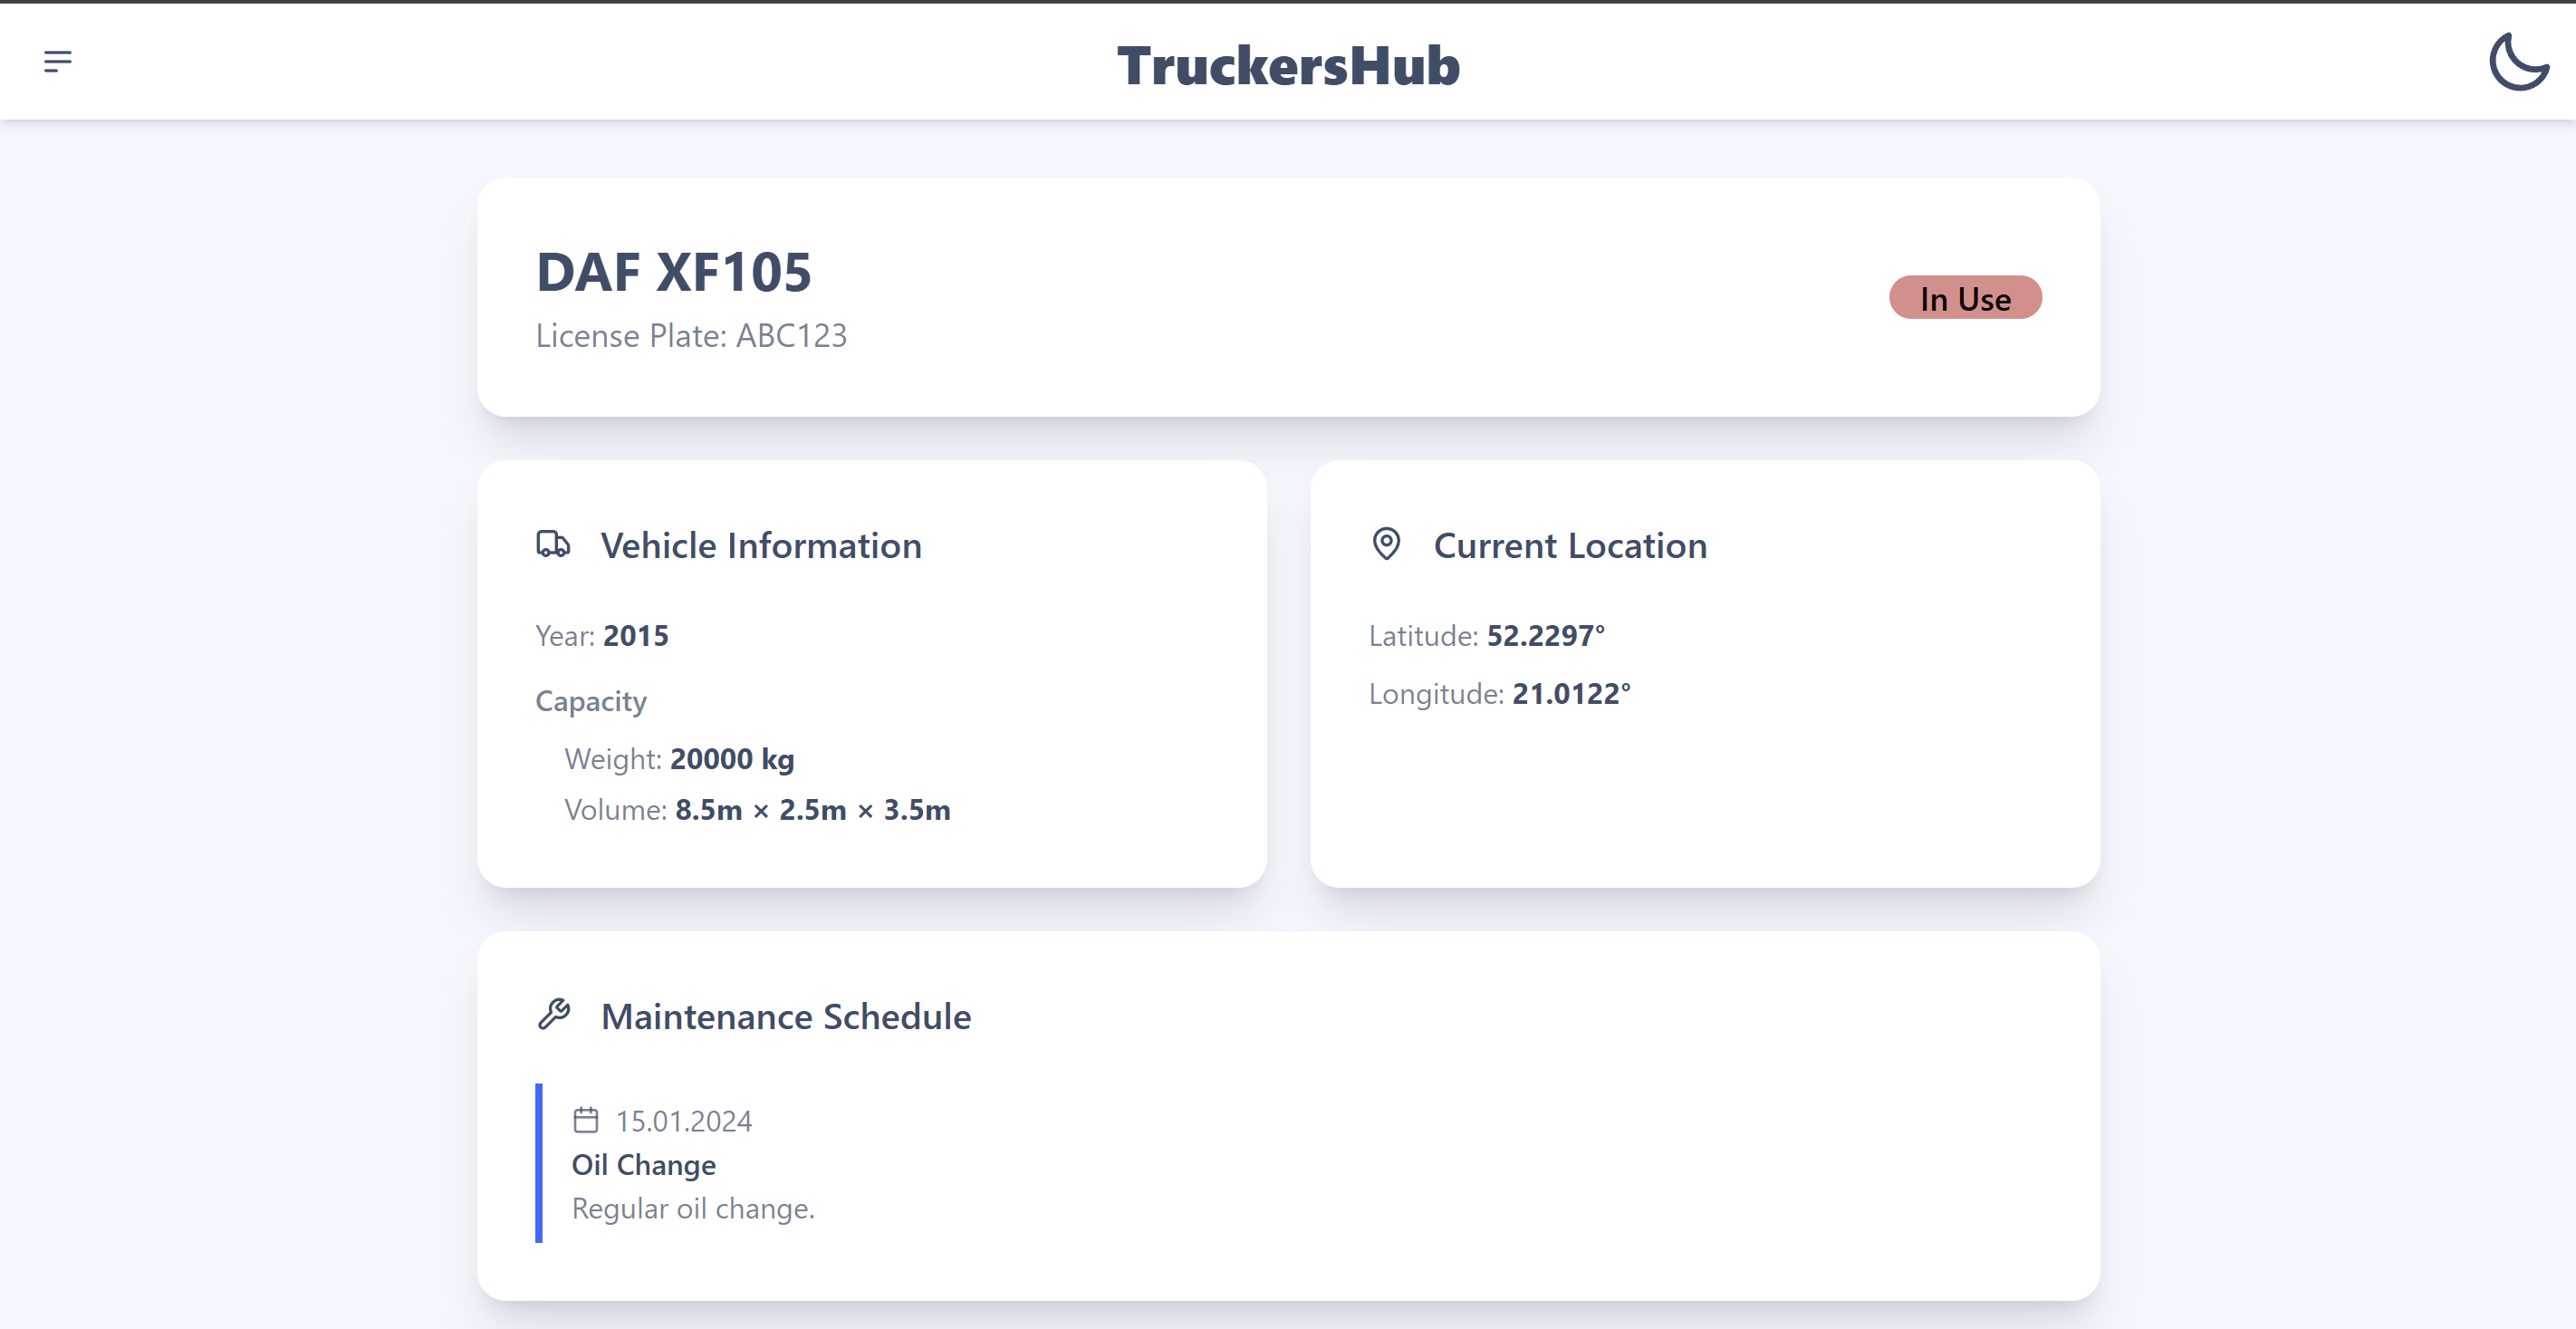 TruckersHub
DAF XF105
License Plate: ABC123
In Use
Vehicle Information
Year: 2015
Capacity
Weight: 20000 kg
Volume: 8.5m × 2.5m × 3.5m
Current Location
Latitude: 52.2297°
Longitude: 21.0122°
Maintenance Schedule
15.01.2024
Oil Change
Regular oil change.